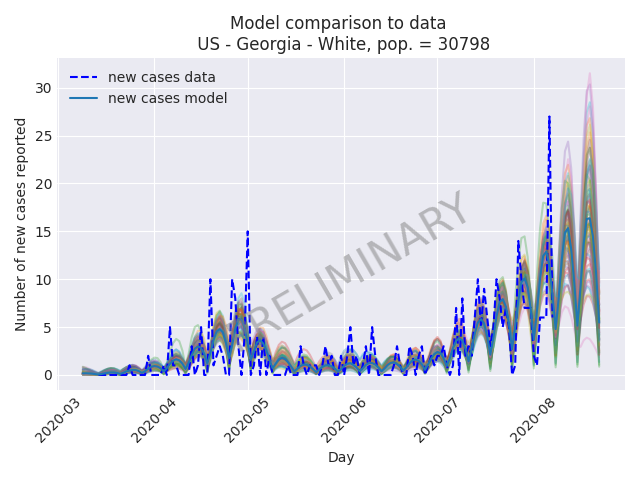 Model comparison to data
US - Georgia - White, pop. = 30798
new cases data
new cases model
PRELIMINARY
Number of new cases reported
30
25
20
15
10
5
0
2020-03
2020-04
2020-05
2020-06
2020-07
2020-08
Day